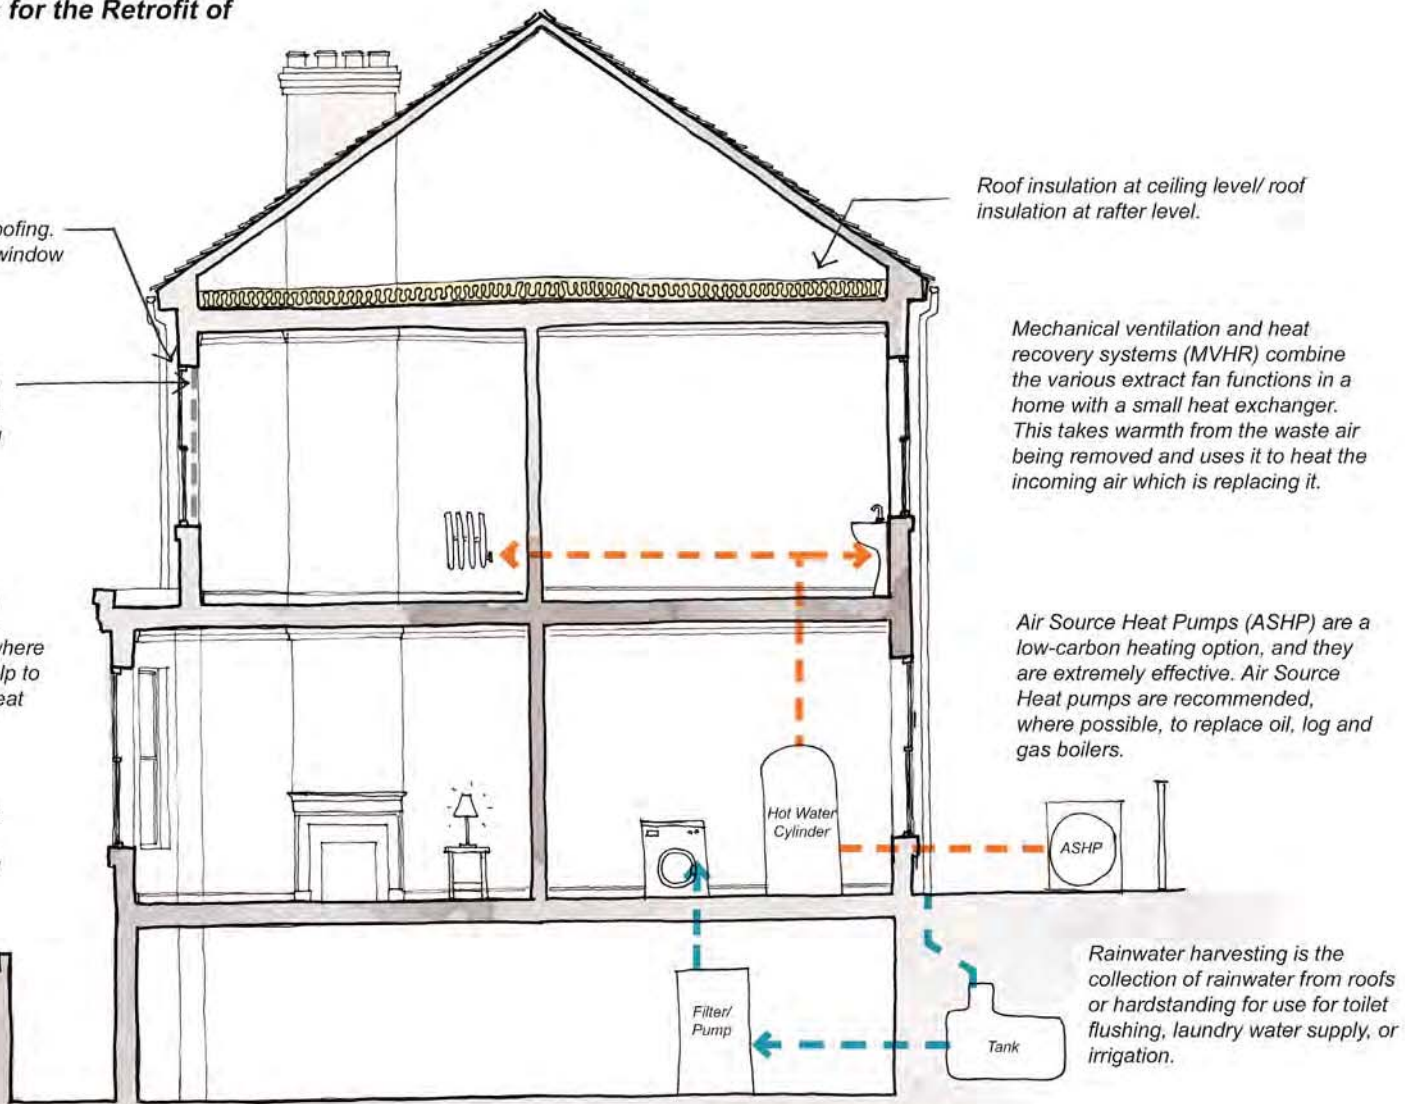 for the Retrofit of
Roof insulation at ceiling level/ roof
insulation at rafter level.
window
Mechanical ventilation and heat
recovery systems (MVHR) combine
the various extract fan functions in a
home with a small heat exchanger.
This takes warmth from the waste air
being removed and uses it to heat the
incoming air which is replacing it.
Air Source Heat Pumps (ASHP) are a
low-carbon heating option, and they
are extremely effective. Air Source
Heat pumps are recommended,
where possible, to replace oil, log and
gas boilers.
to
Hot Water
Cylinder
ASHP
Rainwater harvesting is the
collection of rainwater from roofs
or hardstanding for use for toilet
flushing, laundry water supply, or
irrigation.
Filter/
Pump
Tank